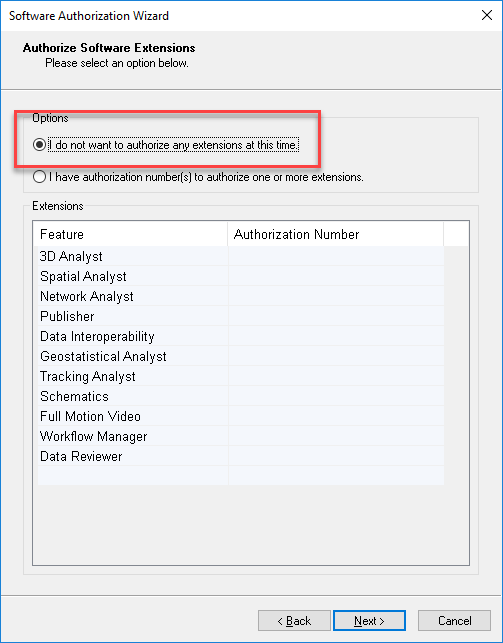 Software Authorization Wizard
Authorize Software Extensions
Please select an option below.
Options
I do not want to authorize any extensions at this time.
I have authorization number(s) to authorize one or more extensions.
Extensions
Feature Authorization Number
3D Analyst
Spatial Analyst
Network Analyst
Publisher
Data Interoperability
Geostatistical Analyst
Tracking Analyst
Schematics
Full Motion Video
Workflow Manager
Data Reviewer
< Back Next > Cancel